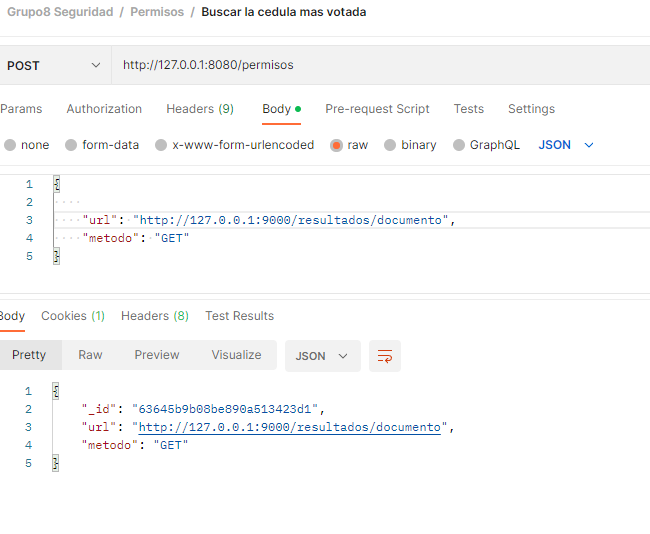 Grupo8 Seguridad / Permisos / Buscar la cedula mas votada
POST http://127.0.0.1:8080/permisos
Params Authorization Headers (9) Body Pre-request Script Tests Settings
none form-data x-www-form-urlencoded raw binary GraphQL JSON
1 {
2
3 "url": "http://127.0.0.1:9000/resultados/documento",
4 "metodo": "GET"
5 }
Body Cookies (1) Headers (8) Test Results
Pretty Raw Preview Visualize JSON
1 {
2 "_id": "63645b9b08be890a513423d1",
3 "url": "http://127.0.0.1:9000/resultados/documento",
4 "metodo": "GET"
5 }